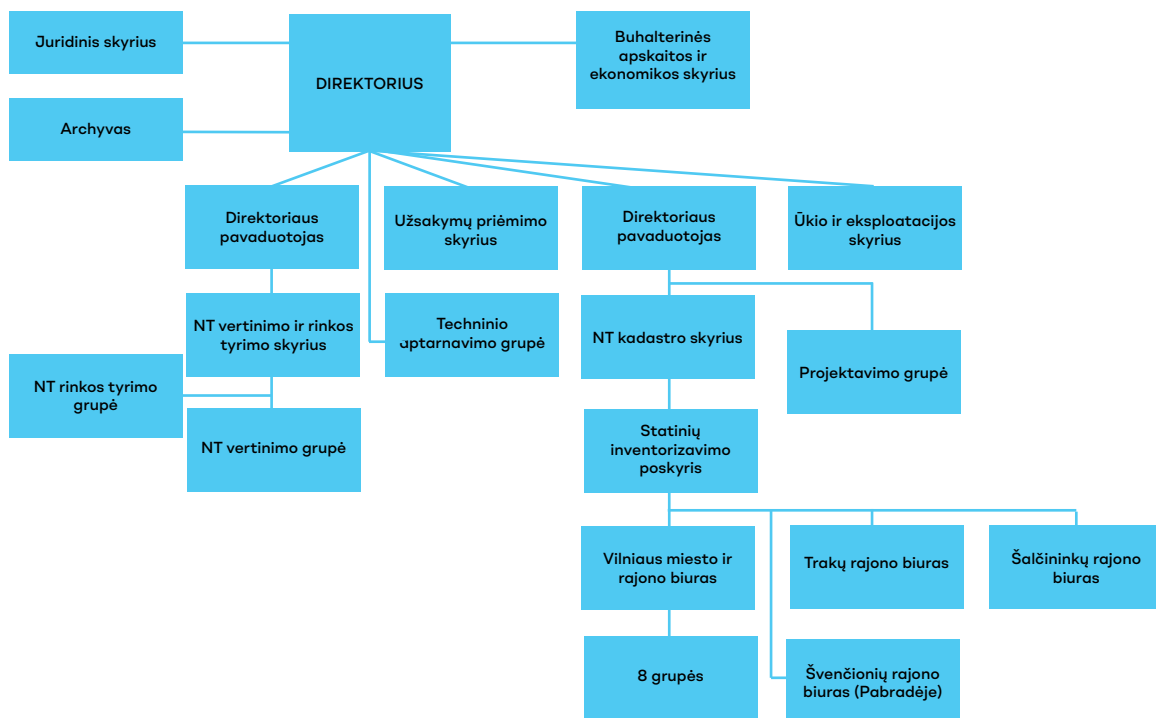 Juridinis skyrius
DIREKTORIUS
Buhalterinės
apskaitos ir
ekonomikos skyrius
Archyvas
Direktoriaus
pavaduotojas
Užsakymų priėmimo
skyrius
Direktoriaus
pavaduotojas
Ūkio ir eksploatacijos
skyrius
NT vertinimo ir rinkos
tyrimo skyrius
Techninio
aptarnavimo grupė
NT kadastro skyrius
Projektavimo grupė
NT rinkos tyrimo
grupė
NT vertinimo grupė
Statinių
inventorizavimo
poskyris
Vilniaus miesto ir
rajono biuras
Trakų rajono biuras
Šalčininkų rajono
biuras
8 grupės
Švenčionių rajono
biuras (Pabradėje)